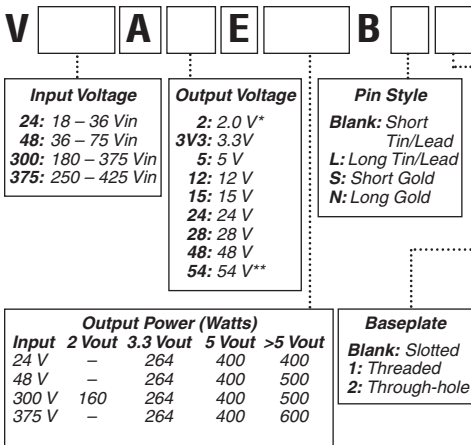 V A E B
Input Voltage
24: 18 – 36 Vin
48: 36 – 75 Vin
300: 180 – 375 Vin
375: 250 – 425 Vin
Output Voltage
2: 2.0 V*
3V3: 3.3V
5: 5 V
12: 12 V
15: 15 V
24: 24 V
28: 28 V
48: 48 V
54: 54 V**
Pin Style
Blank: Short
Tin/Lead
L: Long Tin/Lead
S: Short Gold
N: Long Gold
Output Power (Watts)
Input 2 Vout 3.3 Vout 5 Vout >5 Vout
24 V – 264 400 400
48 V – 264 400 500
300 V 160 264 400 500
375 V – 264 400 600
Baseplate
Blank: Slotted
1: Threaded
2: Through-hole